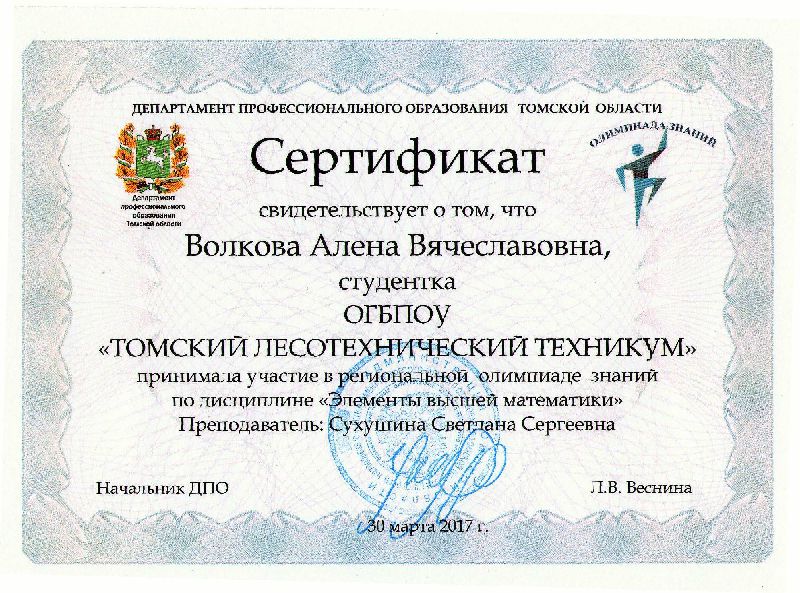 ДЕПАРТАМЕНТ ПРОФЕССИОНАЛЬНОГО ОБРАЗОВАНИЯ ТОМСКОЙ ОБЛАСТИ
ОЛИМПИАДА ЗНАНИЙ
Сертификат
Департамент
профессионального
образования
Томской области
свидетельствует о том, что
Волкова Алена Вячеславовна,
студентка
ОГБПОУ
«ТОМСКИЙ ЛЕСОТЕХНИЧЕСКИЙ ТЕХНИКУМ»
принимала участие в региональной олимпиаде знаний
по дисциплине «Элементы высшей математики»
Преподаватель: Сухушина Светлана Сергеевна
Начальник ДПО
Л.В. Веснина
30 марта 2017 г.